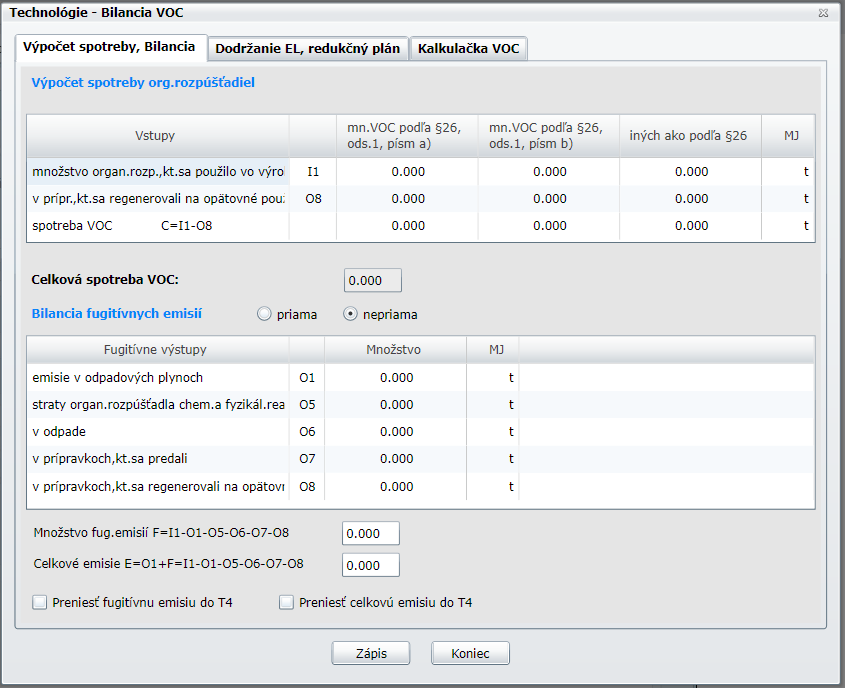 Technológie - Bilancia VOC
Výpočet spotreby, Bilancia
Dodržanie EL, redukčný plán
Kalkulačka VOC
Výpočet spotreby org.rozpúšťadiel
Vstupy
mn.VOC podľa §26,
ods.1, písm a)
mn.VOC podľa §26,
ods.1, písm b)
iných ako podľa §26
MJ
množstvo organ.rozp.,kt.sa použilo vo výro I1 0.000 0.000 0.000 t
v prípr.,kt.sa regenerovali na opätovné použ O8 0.000 0.000 0.000 t
spotreba VOC C=I1-O8 0.000 0.000 0.000 t
Celková spotreba VOC: 0.000
Bilancia fugitívnych emisií priama nepriama
Fugitívne výstupy Množstvo MJ
emisie v odpadových plynoch O1 0.000 t
straty organ.rozpúšťadla chem.a fyzikál.rea O5 0.000 t
v odpade O6 0.000 t
v prípravkoch,kt.sa predali O7 0.000 t
v prípravkoch,kt.sa regenerovali na opätovn O8 0.000 t
Množstvo fug.emisií F=I1-O1-O5-O6-O7-O8 0.000
Celkové emisie E=O1+F=I1-O1-O5-O6-O7-O8 0.000
Preniesť fugitívnu emisiu do T4 Preniesť celkovú emisiu do T4
Zápis Koniec